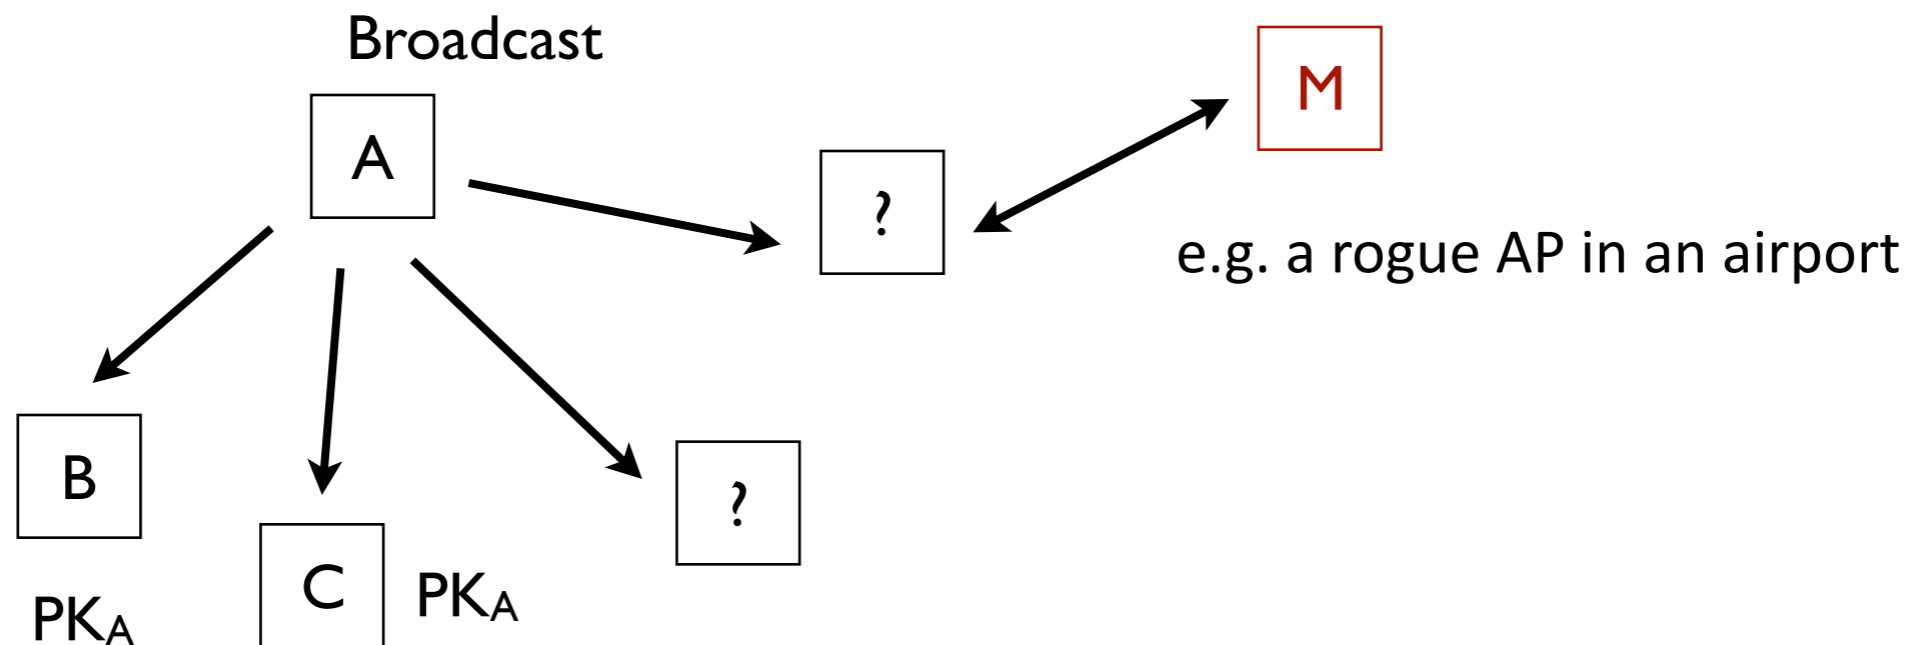 Broadcast
A
M
?
e.g. a rogue AP in an airport
B
?
C
PKA
PKA